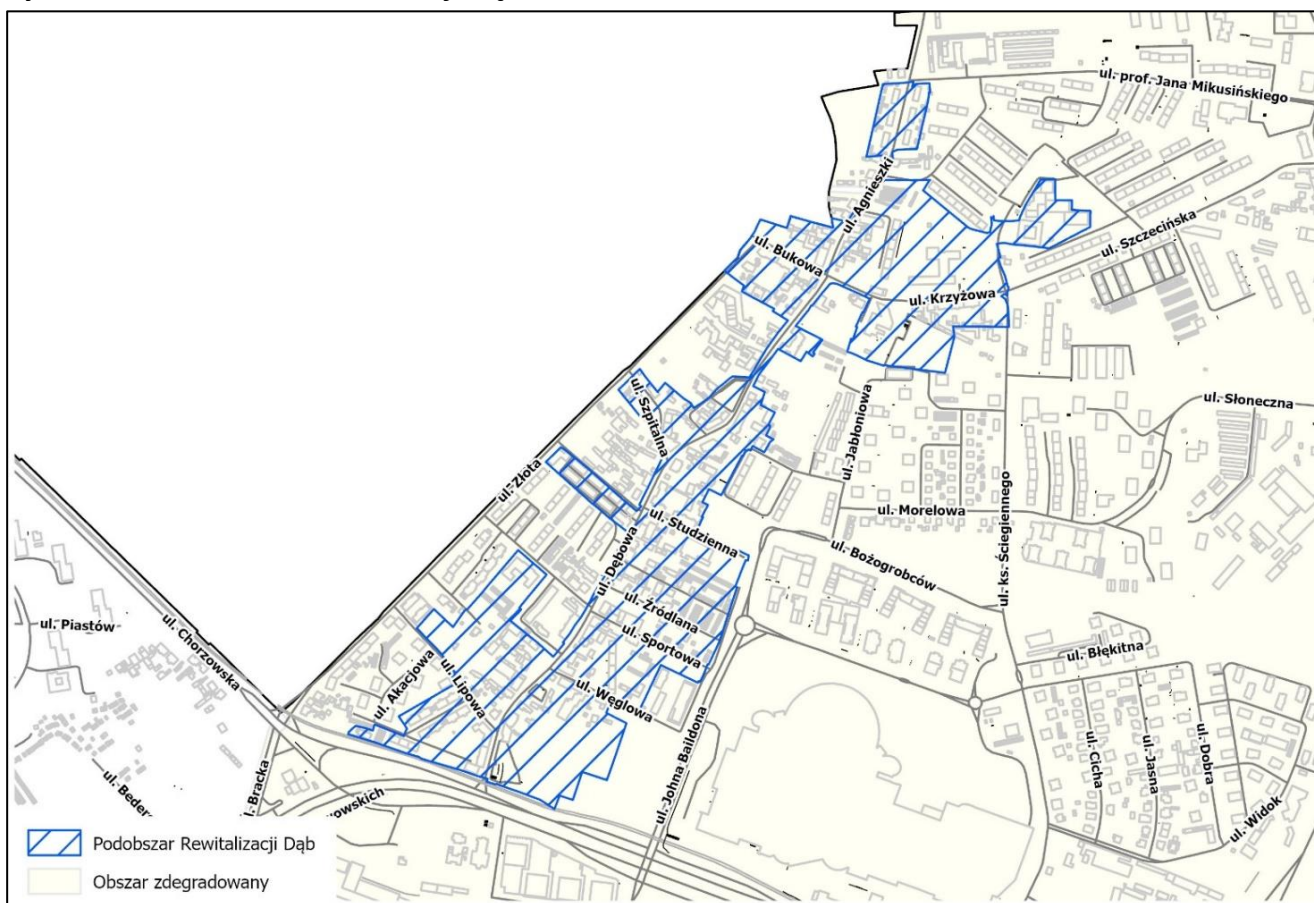 ul. prof. Jana Mikusińskiego
ul. Agnieszki
ul. Szczecińska
ul. Bukowa
ul. Krzyżowa
ul. Szpitalna
ul. Jabłoniowa
ul. Słoneczna
ul. Złota
ul. Studzienna
ul. Morelowa
ul. Dębowa
ul. Bożogrobców
ul. ks. Ściegiennego
ul. Źródlana
ul. Piastów
ul. Chorzowska
ul. Sportowa
ul. Błękitna
ul. Akacjowa
ul. Lipowa
ul. Węglowa
ul. Johna Baildona
ul. Cicha
ul. Jasna
ul. Dobra
ul. Widok
ul. Beder
ul. Bracka
owskich
Podobszar Rewitalizacji Dąb
Obszar zdegradowany